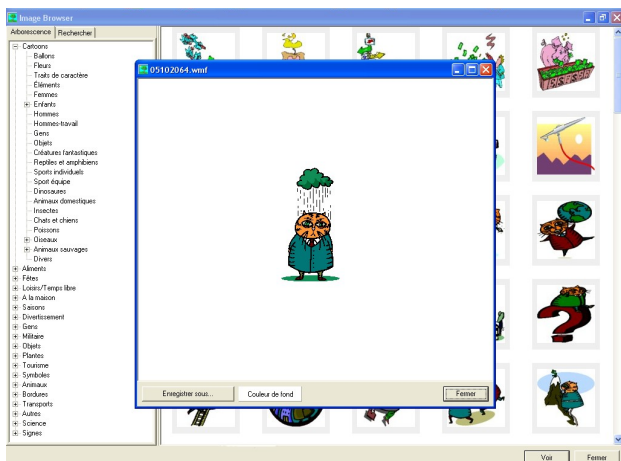 Image Browser
Arborescence
Rechercher
Cartoons
Ballons
Fleurs
Traits de caractère
Éléments
Femmes
Enfants
Hommes
Hommes-travail
Gens
Objets
Créatures fantastiques
Reptiles et amphibiens
Sports individuels
Sport équipe
Dinosaures
Animaux domestiques
Insectes
Chats et chiens
Poissons
Oiseaux
Animaux sauvages
Divers
Aliments
Fêtes
Loisirs/Temps libre
A la maison
Saisons
Divertissement
Gens
Militaire
Objets
Plantes
Tourisme
Symboles
Animaux
Bordures
Transports
Autres
Science
Signes
05102064.wmf
Enregistrer sous...
Couleur de fond
Fermer
Voir
Fermer